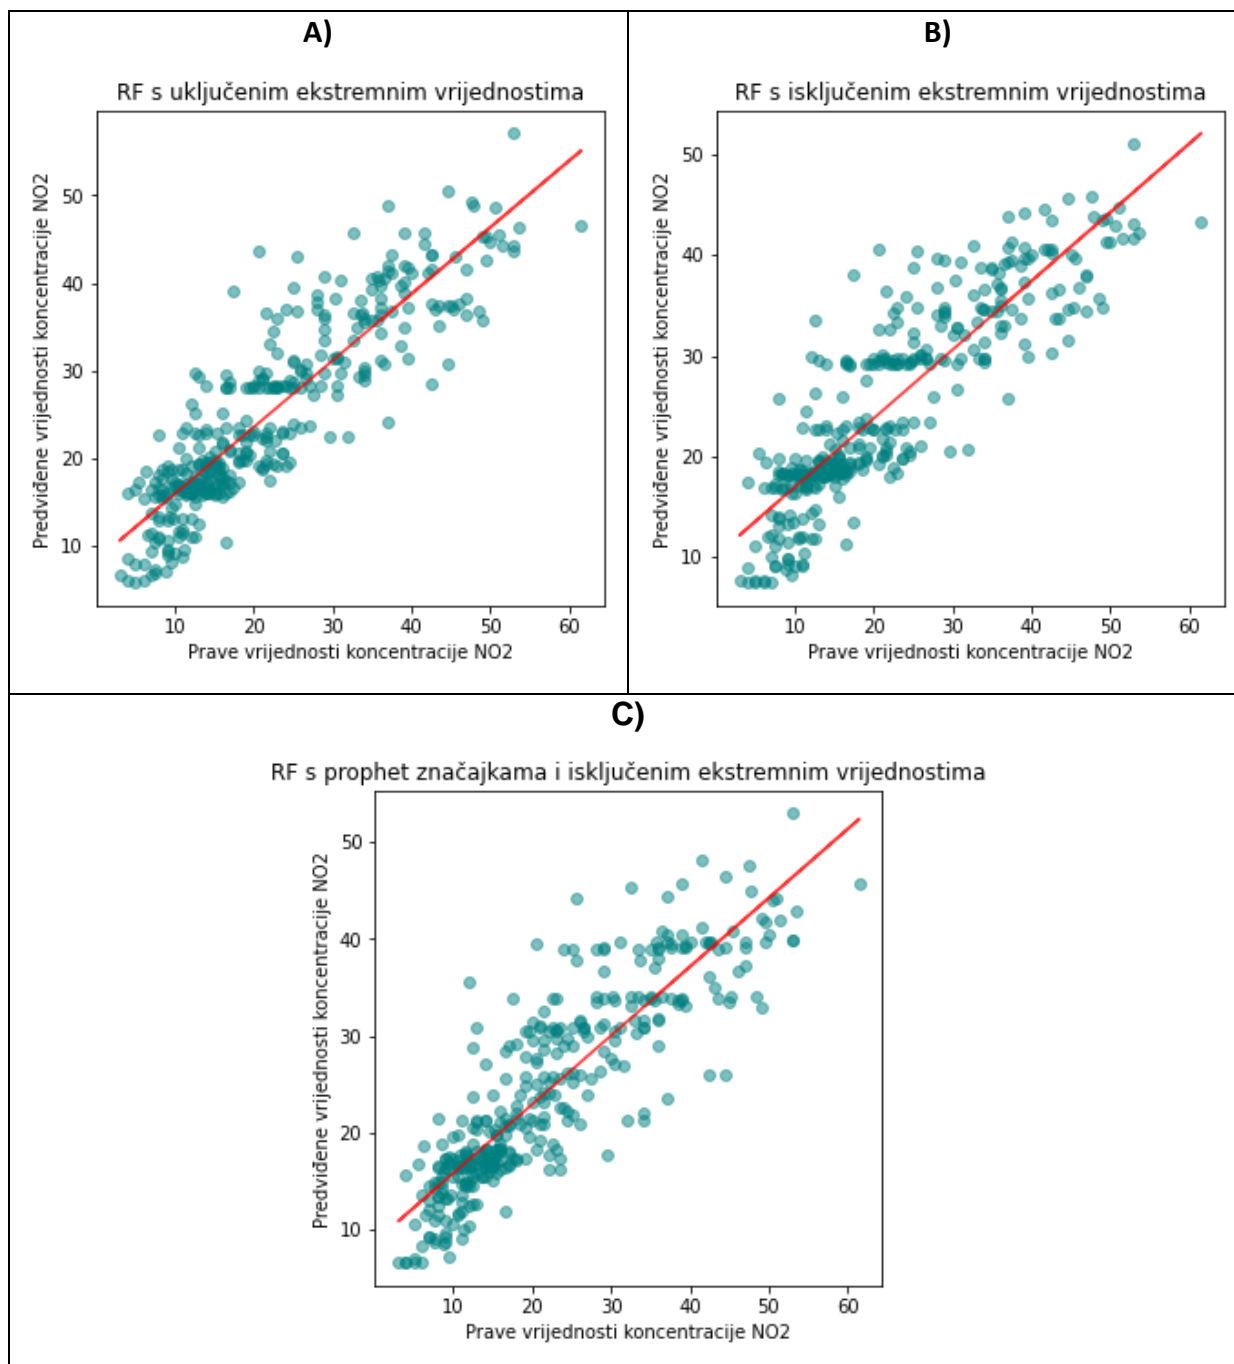 A)
RF s uključenim ekstremnim vrijednostima
Predviđene vrijednosti koncentracije NO2
50
40
30
20
10
10 20 30 40 50 60
Prave vrijednosti koncentracije NO2
B)
RF s isključenim ekstremnim vrijednostima
Predviđene vrijednosti koncentracije NO2
50
40
30
20
10
10 20 30 40 50 60
Prave vrijednosti koncentracije NO2
C)
RF s prophet značajkama i isključenim ekstremnim vrijednostima
Predviđene vrijednosti koncentracije NO2
50
40
30
20
10
10 20 30 40 50 60
Prave vrijednosti koncentracije NO2